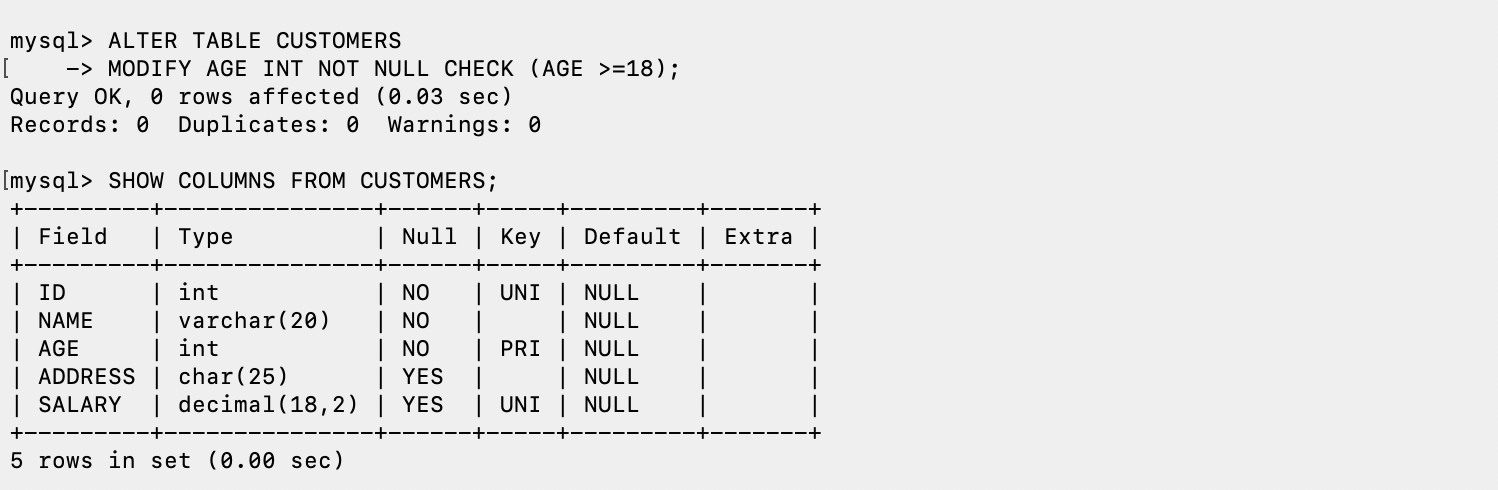 mysql> ALTER TABLE CUSTOMERS
[    -> MODIFY AGE INT NOT NULL CHECK (AGE >=18);
Query OK, 0 rows affected (0.03 sec)
Records: 0  Duplicates: 0  Warnings: 0
[mysql> SHOW COLUMNS FROM CUSTOMERS;
+---------+---------------+------+-----+---------+-------+
| Field   | Type          | Null | Key | Default | Extra |
+---------+---------------+------+-----+---------+-------+
| ID      | int           | NO   | UNI | NULL    |       |
| NAME    | varchar(20)   | NO   |     | NULL    |       |
| AGE     | int           | NO   | PRI | NULL    |       |
| ADDRESS | char(25)      | YES  |     | NULL    |       |
| SALARY  | decimal(18,2) | YES  | UNI | NULL    |       |
+---------+---------------+------+-----+---------+-------+
5 rows in set (0.00 sec)